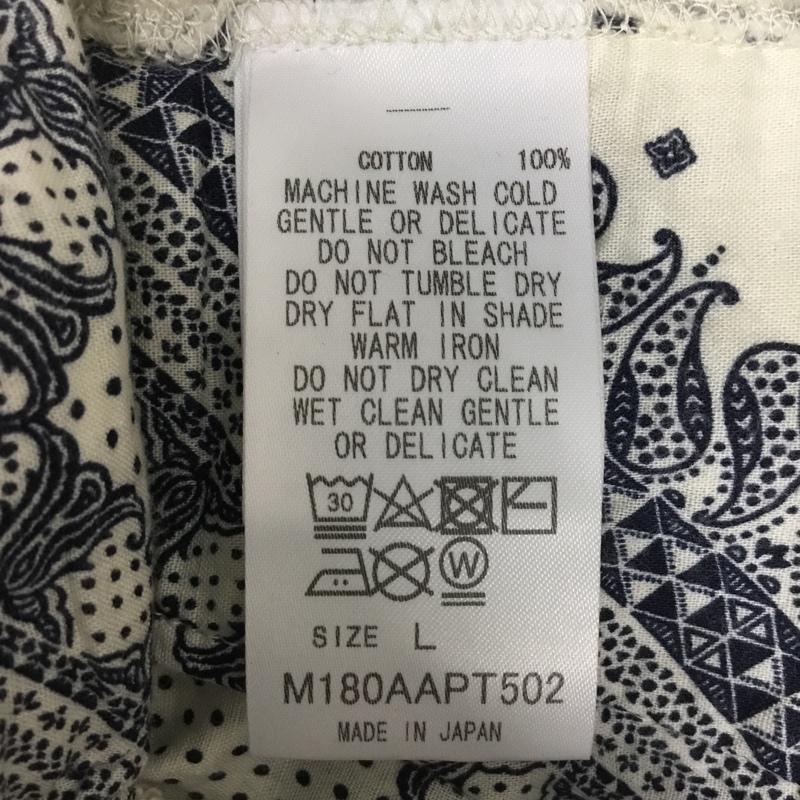 COTTON 100%
MACHINE WASH COLD
GENTLE OR DELICATE
DO NOT BLEACH
DO NOT TUMBLE DRY
DRY FLAT IN SHADE
WARM IRON
DO NOT DRY CLEAN
WET CLEAN GENTLE
OR DELICATE
30
W
SIZE L
M180AAPT502
MADE IN JAPAN